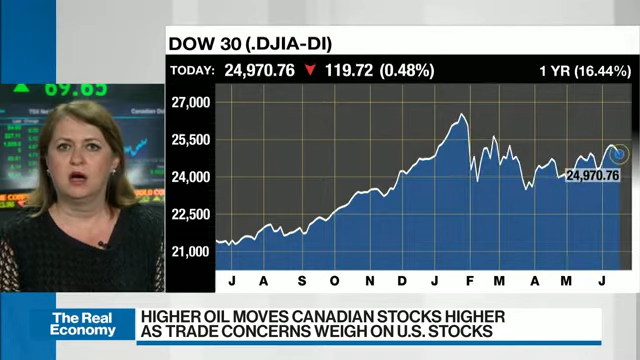 69.65
DOW 30 (.DJIA-DI)
TODAY: 24,970.76 119.72 (0.48%) 1 YR (16.44%)
27,000
25,500
24,000
22,500
21,000
24,970.76
J A S O N D J F M A M J
The Real
Economy
HIGHER OIL MOVES CANADIAN STOCKS HIGHER
AS TRADE CONCERNS WEIGH ON U.S. STOCKS